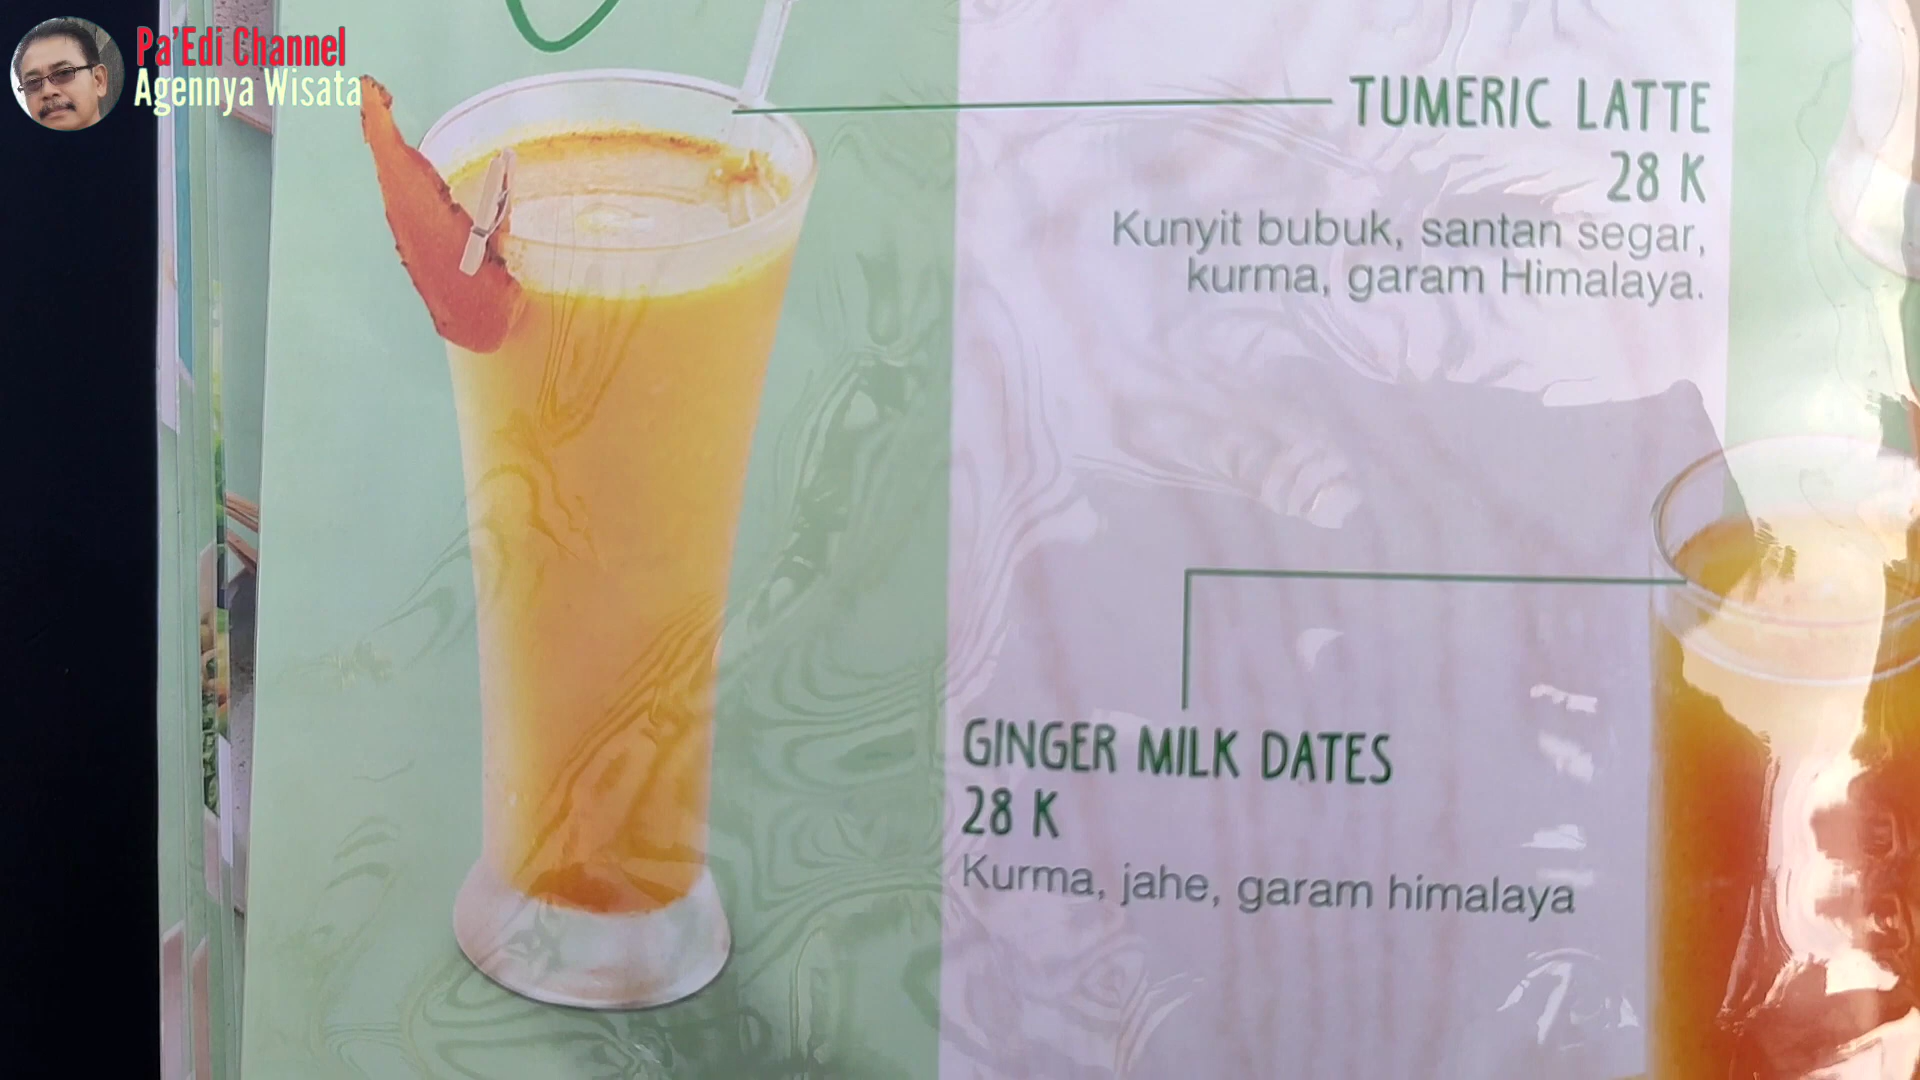 Pa'Edi Channel
Agennya Wisata
TUMERIC LATTE
28 K
Kunyit bubuk, santan segar,
kurma, garam Himalaya.
GINGER MILK DATES
28 K
Kurma, jahe, garam himalaya